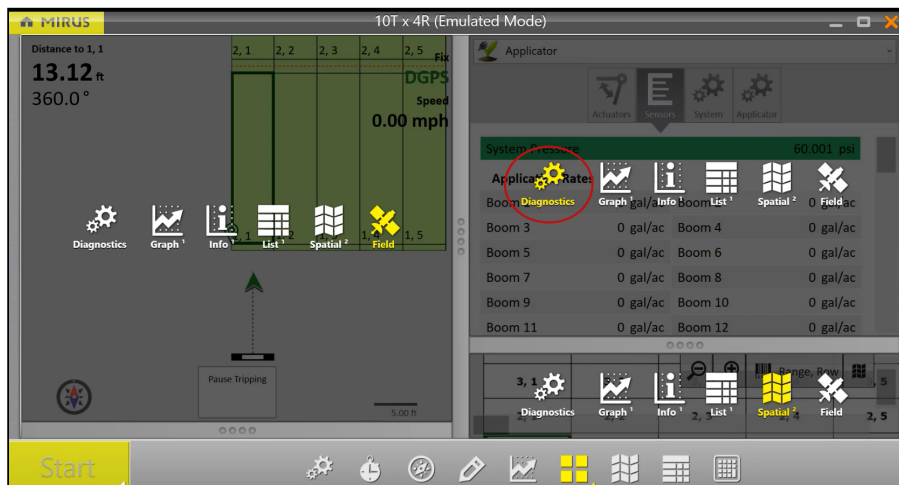 MIRUS
10T x 4R (Emulated Mode)
Distance to 1, 1
13.12 ft
360.0 °
2, 1 2, 2 2, 3 2, 4 2, 5
Fix
DGPS
Speed
0.00 mph
Diagnostics Graph 1 Info 1 List 1 Spatial 2 Field
1, 5
Pause Tripping
5.00 ft
Applicator
Actuators Sensors System Applicator
System Pressure 60.001 psi
Application Rates
Diagnostics Graph 1 Info 1 List 1 Spatial 2 Field
Boom 3 0 gal/ac Boom 4 0 gal/ac
Boom 5 0 gal/ac Boom 6 0 gal/ac
Boom 7 0 gal/ac Boom 8 0 gal/ac
Boom 9 0 gal/ac Boom 10 0 gal/ac
Boom 11 0 gal/ac Boom 12 0 gal/ac
Range, Row
3, 1
Diagnostics Graph 1 Info 1 List 1 Spatial 2 Field
2, 3 2, 4 2, 5
Start